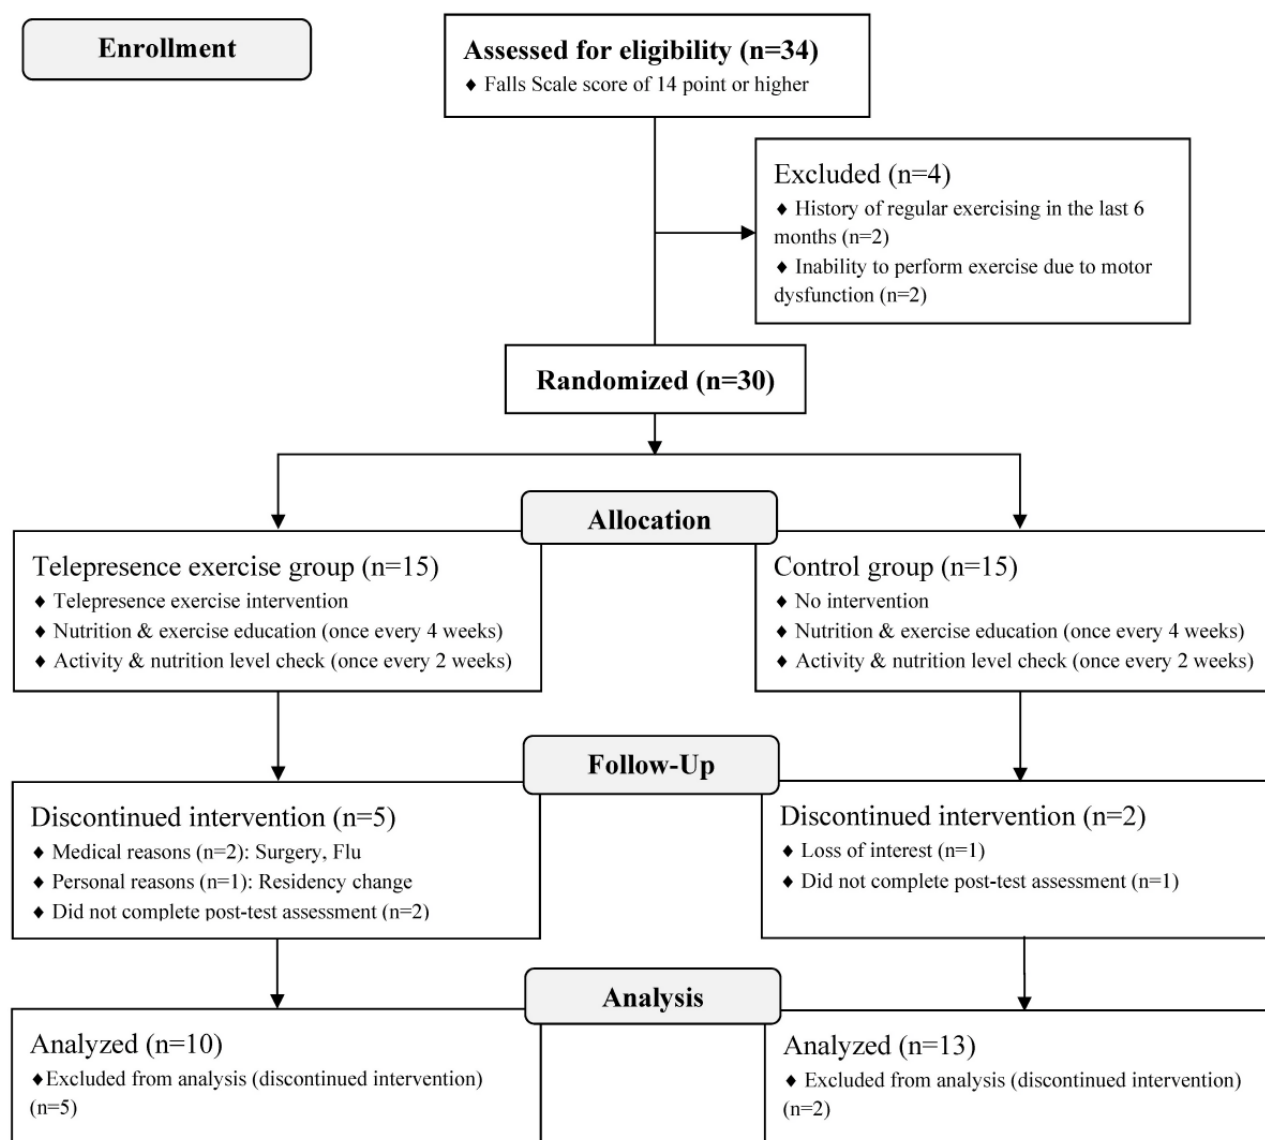 Enrollment
Assessed for eligibility (n=34)
♦ Falls Scale score of 14 point or higher
Excluded (n=4)
♦ History of regular exercising in the last 6
months (n=2)
♦ Inability to perform exercise due to motor
dysfunction (n=2)
Randomized (n=30)
Allocation
Telepresence exercise group (n=15)
♦ Telepresence exercise intervention
♦ Nutrition & exercise education (once every 4 weeks)
♦ Activity & nutrition level check (once every 2 weeks)
Control group (n=15)
♦ No intervention
♦ Nutrition & exercise education (once every 4 weeks)
♦ Activity & nutrition level check (once every 2 weeks)
Follow-Up
Discontinued intervention (n=5)
♦ Medical reasons (n=2): Surgery, Flu
♦ Personal reasons (n=1): Residency change
♦ Did not complete post-test assessment (n=2)
Discontinued intervention (n=2)
♦ Loss of interest (n=1)
♦ Did not complete post-test assessment (n=1)
Analysis
Analyzed (n=10)
♦Excluded from analysis (discontinued intervention)
(n=5)
Analyzed (n=13)
♦ Excluded from analysis (discontinued intervention)
(n=2)